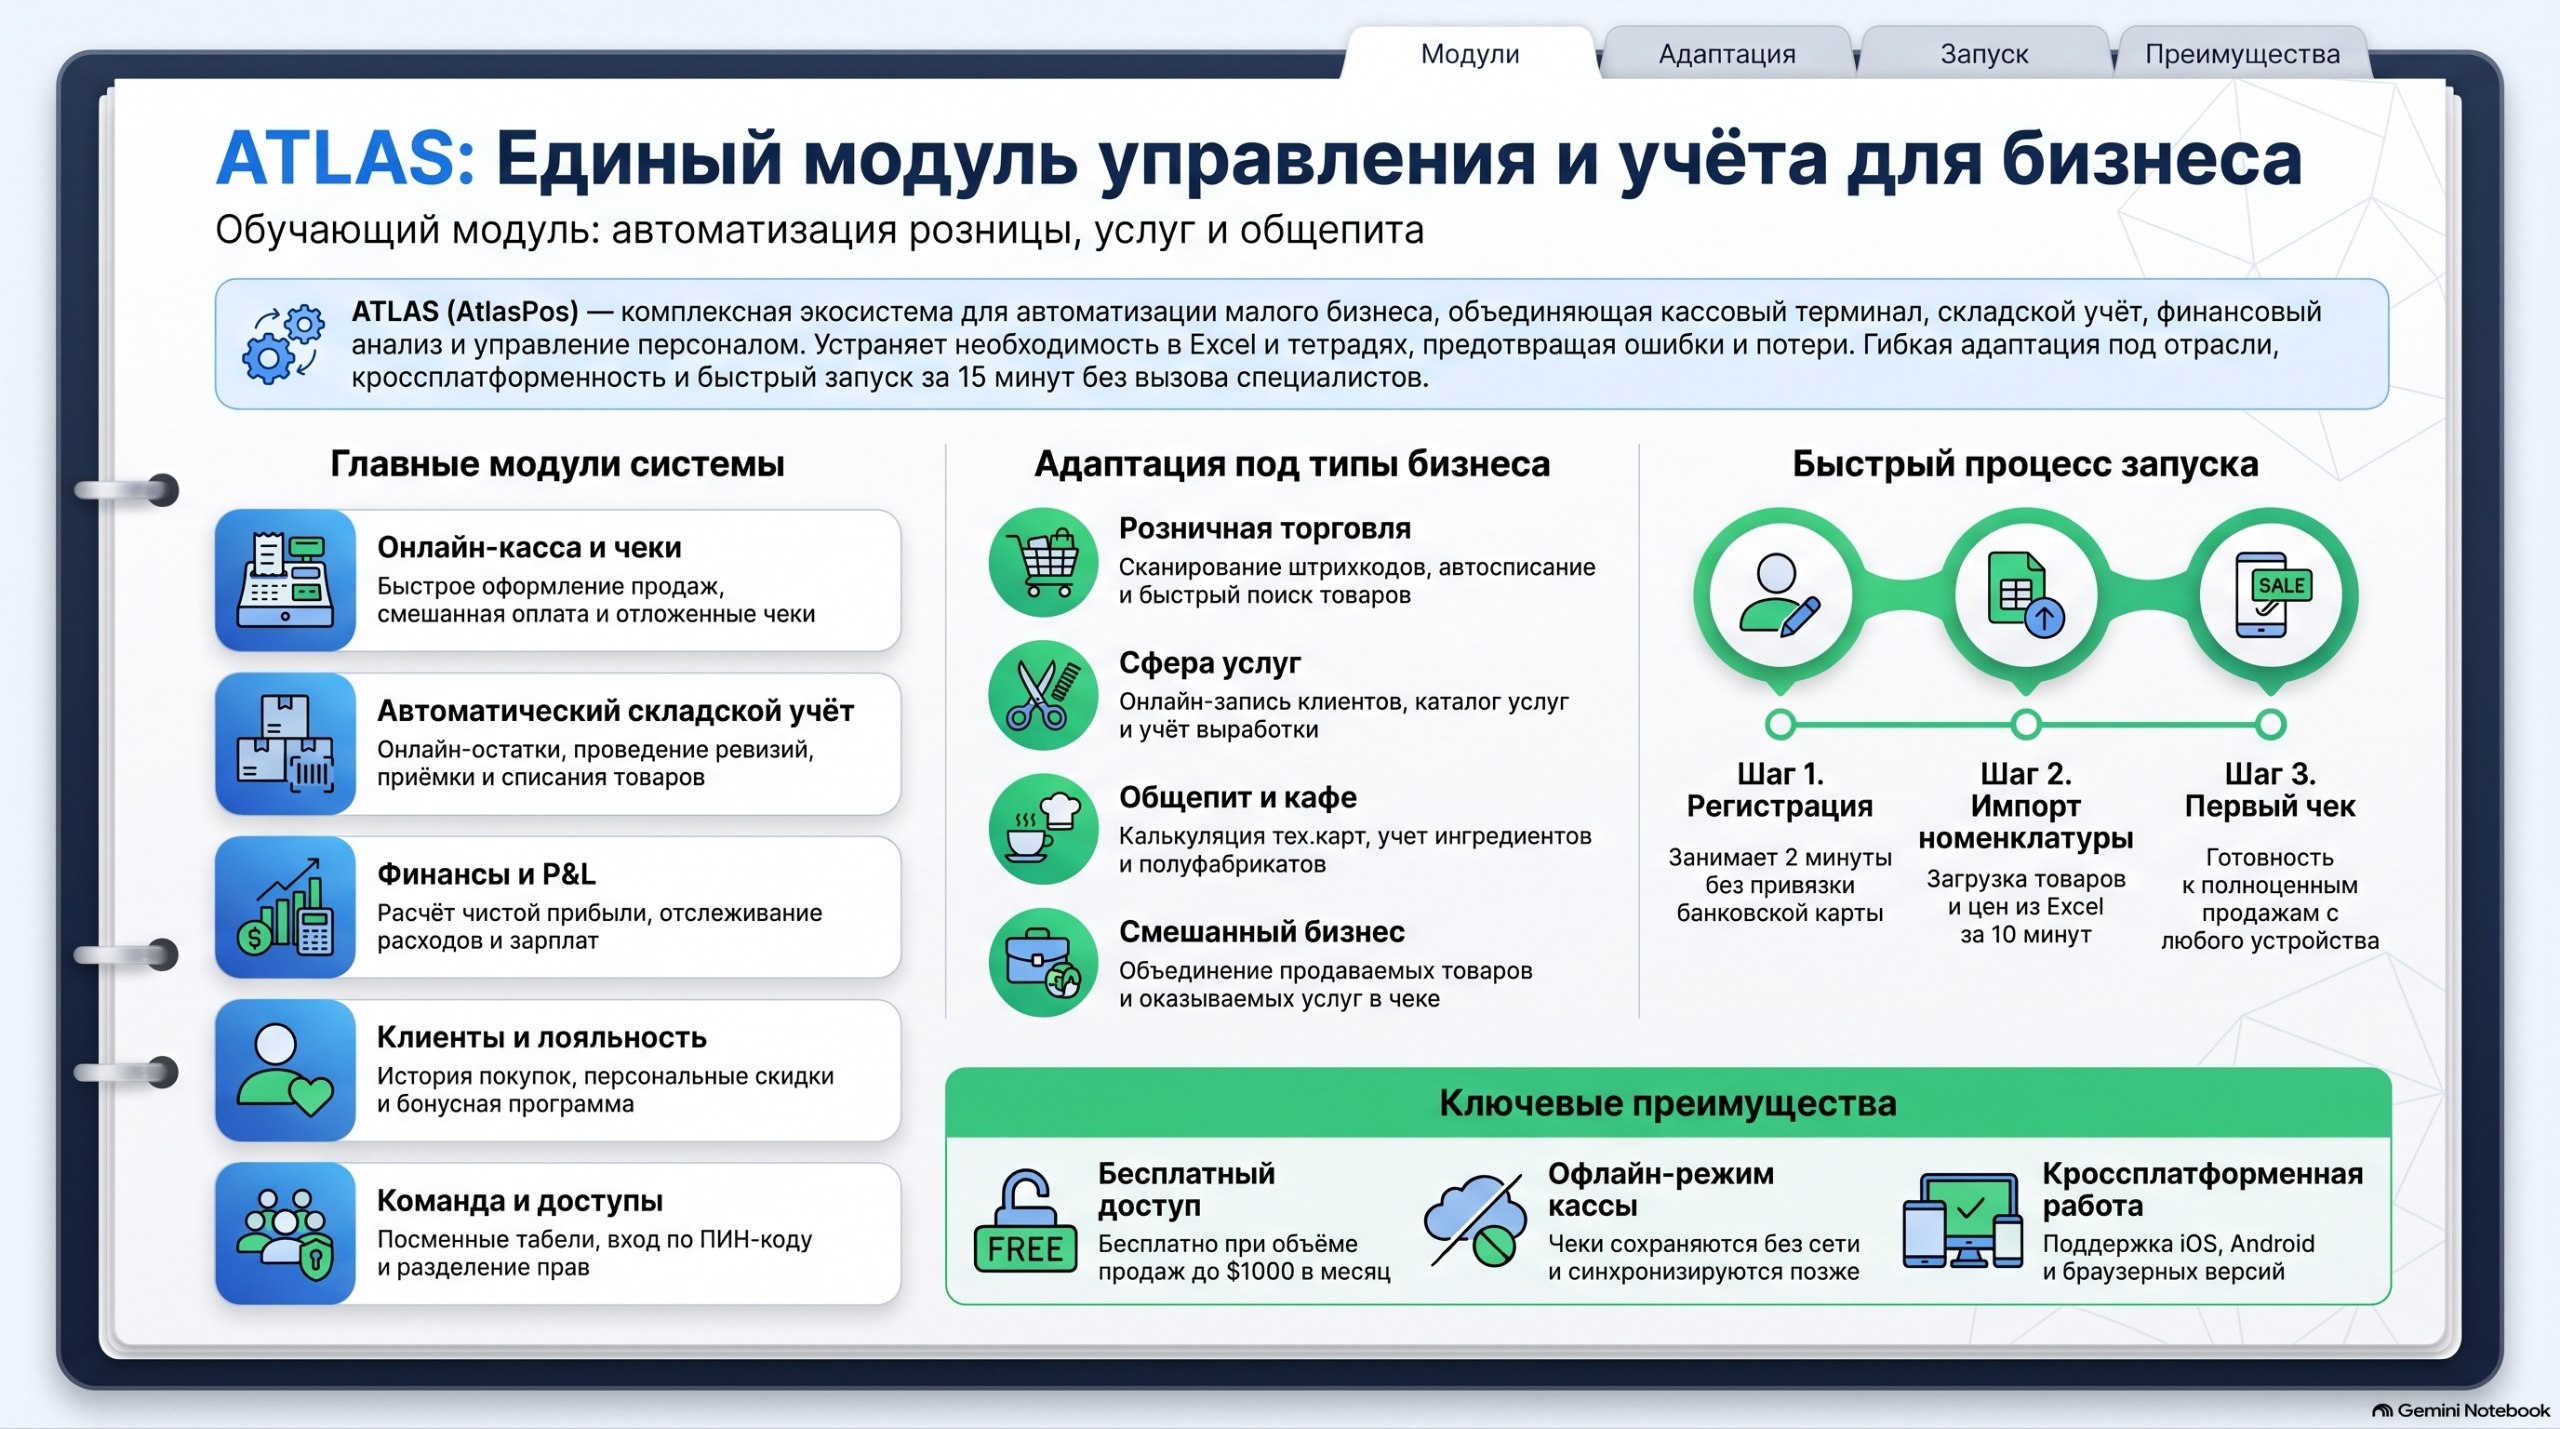 Модули
Адаптация
Запуск
Преимущества
ATLAS: Единый модуль управления и учёта для бизнеса
Обучающий модуль: автоматизация розницы, услуг и общепита
ATLAS (AtlasPos) — комплексная экосистема для автоматизации малого бизнеса, объединяющая кассовый терминал, складской учёт, финансовый
анализ и управление персоналом. Устраняет необходимость в Excel и тетрадях, предотвращая ошибки и потери. Гибкая адаптация под отрасли,
кроссплатформенность и быстрый запуск за 15 минут без вызова специалистов.
Главные модули системы
Онлайн-касса и чеки
Быстрое оформление продаж,
смешанная оплата и отложенные чеки
Автоматический складской учёт
Онлайн-остатки, проведение ревизий,
приёмки и списания товаров
Финансы и P&L
Расчёт чистой прибыли, отслеживание
расходов и зарплат
$
Клиенты и лояльность
История покупок, персональные скидки
и бонусная программа
Команда и доступы
Посменные табели, вход по ПИН-коду
и разделение прав
Адаптация под типы бизнеса
Розничная торговля
Сканирование штрихкодов, автосписание
и быстрый поиск товаров
Сфера услуг
Онлайн-запись клиентов, каталог услуг
и учёт выработки
Общепит и кафе
Калькуляция тех.карт, учет ингредиентов
и полуфабрикатов
Смешанный бизнес
Объединение продаваемых товаров
и оказываемых услуг в чеке
Быстрый процесс запуска
SALE
Шаг 1.
Регистрация
Занимает 2 минуты
без привязки
банковской карты
Шаг 2.
Импорт
номенклатуры
Загрузка товаров
и цен из Excel
за 10 минут
Шаг 3.
Первый чек
Готовность
к полноценным
продажам с
любого устройства
Ключевые преимущества
FREE
Бесплатный
доступ
Бесплатно при объёме
продаж до $1000 в месяц
Офлайн-режим
кассы
Чеки сохраняются без сети
и синхронизируются позже
Кроссплатформенная
работа
Поддержка iOS, Android
и браузерных версий
Gemini Notebook